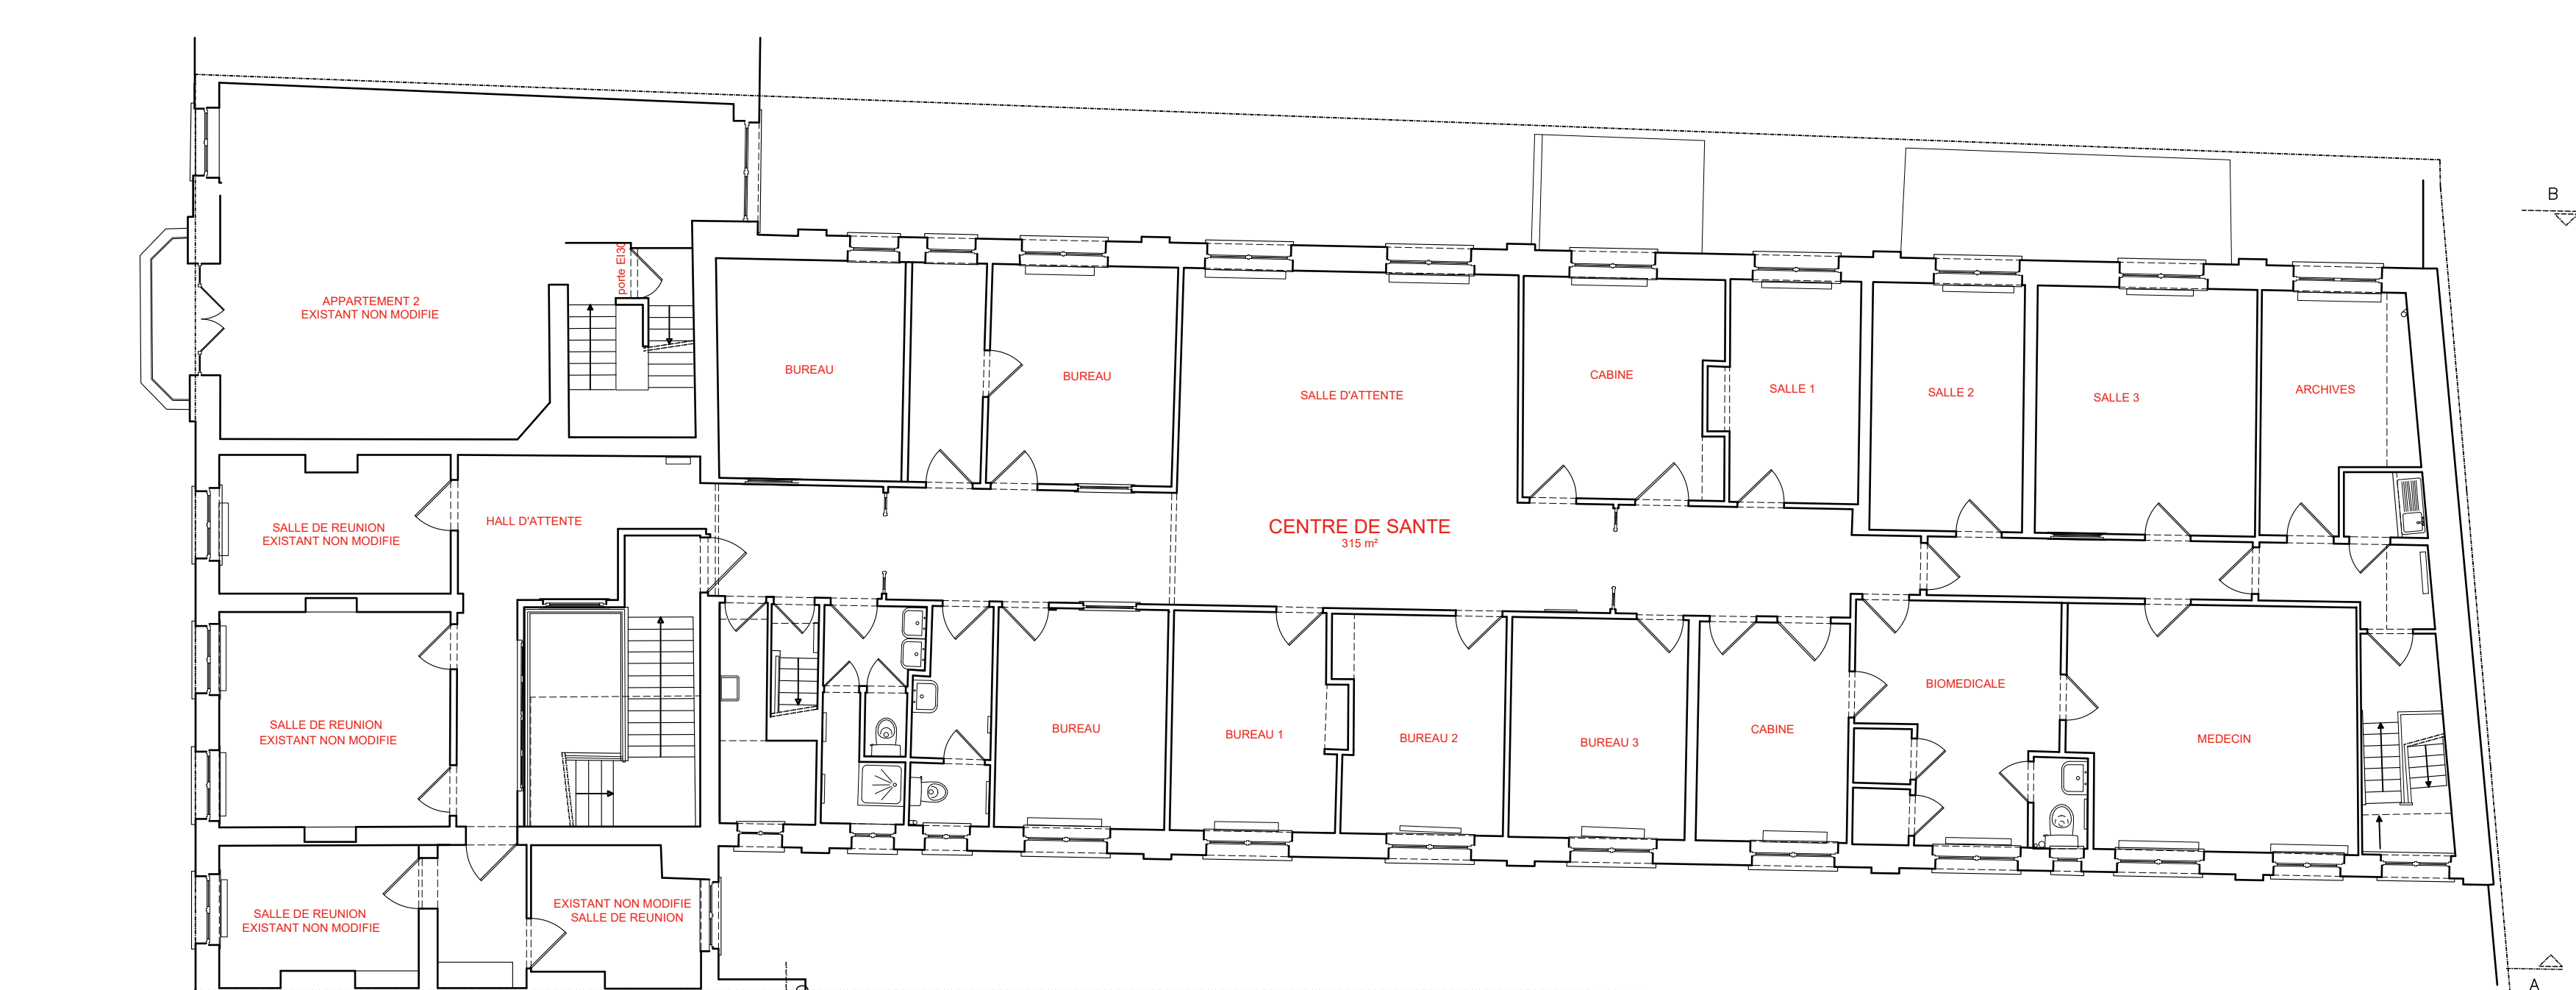 B
porte EI30
APPARTEMENT 2
EXISTANT NON MODIFIE
BUREAU
BUREAU
SALLE D'ATTENTE
CABINE
SALLE 1
SALLE 2
SALLE 3
ARCHIVES
SALLE DE REUNION
EXISTANT NON MODIFIE
HALL D'ATTENTE
CENTRE DE SANTE
315 m²
SALLE DE REUNION
EXISTANT NON MODIFIE
BUREAU
BUREAU 1
BUREAU 2
BUREAU 3
CABINE
BIOMEDICALE
MEDECIN
SALLE DE REUNION
EXISTANT NON MODIFIE
EXISTANT NON MODIFIE
SALLE DE REUNION
A